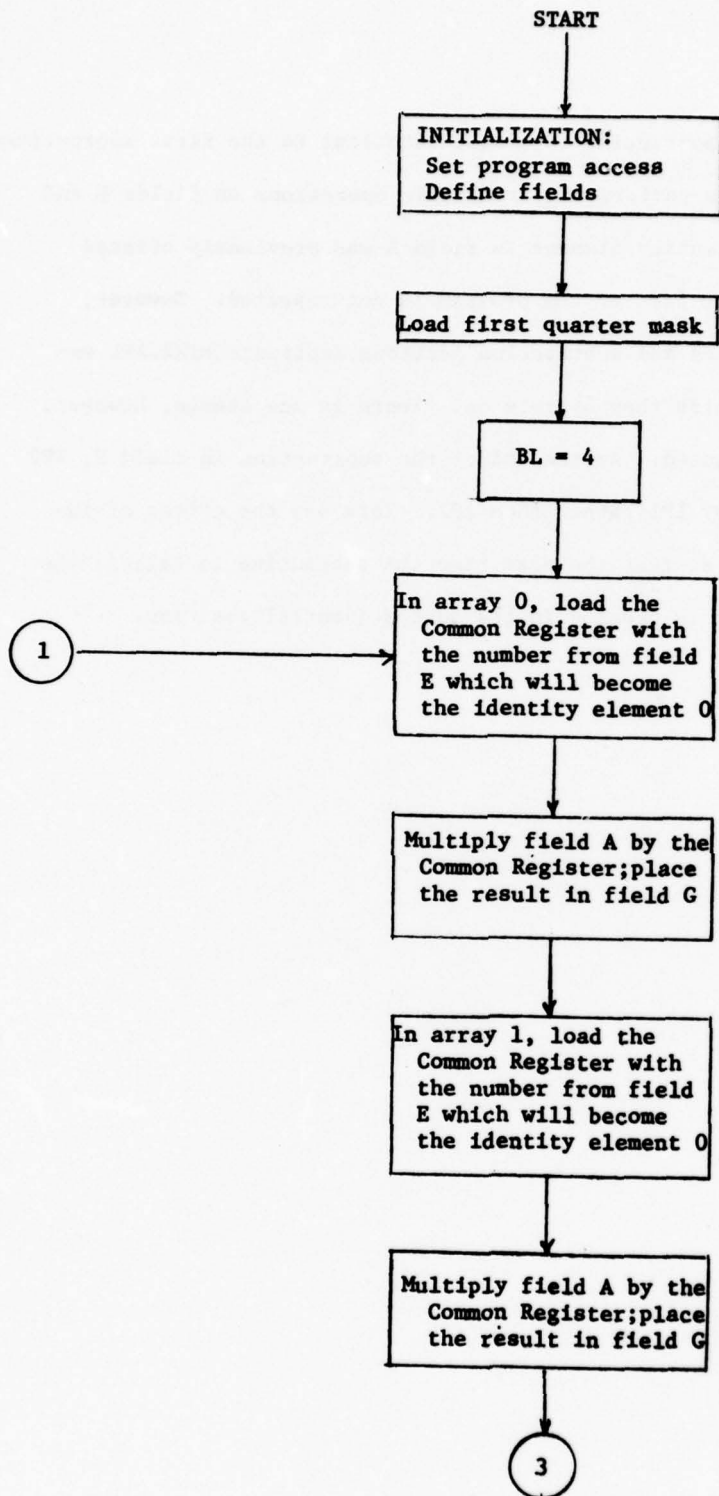 START
INITIALIZATION:
Set program access
Define fields
Load first quarter mask
BL = 4
1
In array 0, load the
Common Register with
the number from field
E which will become
the identity element 0
Multiply field A by the
Common Register;place
the result in field G
In array 1, load the
Common Register with
the number from field
E which will become
the identity element 0
Multiply field A by the
Common Register;place
the result in field G
3